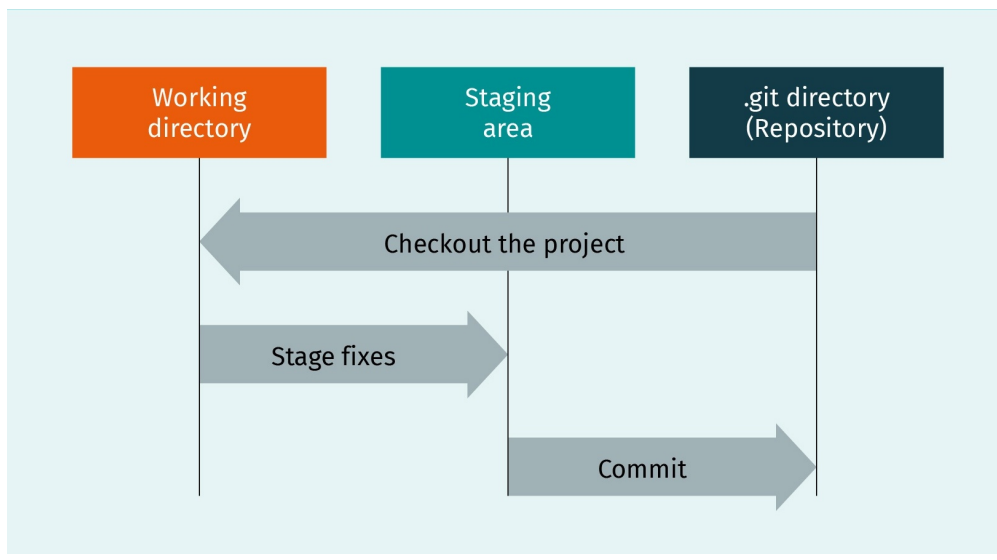 Working
directory
Staging
area
.git directory
(Repository)
Checkout the project
Stage fixes
Commit